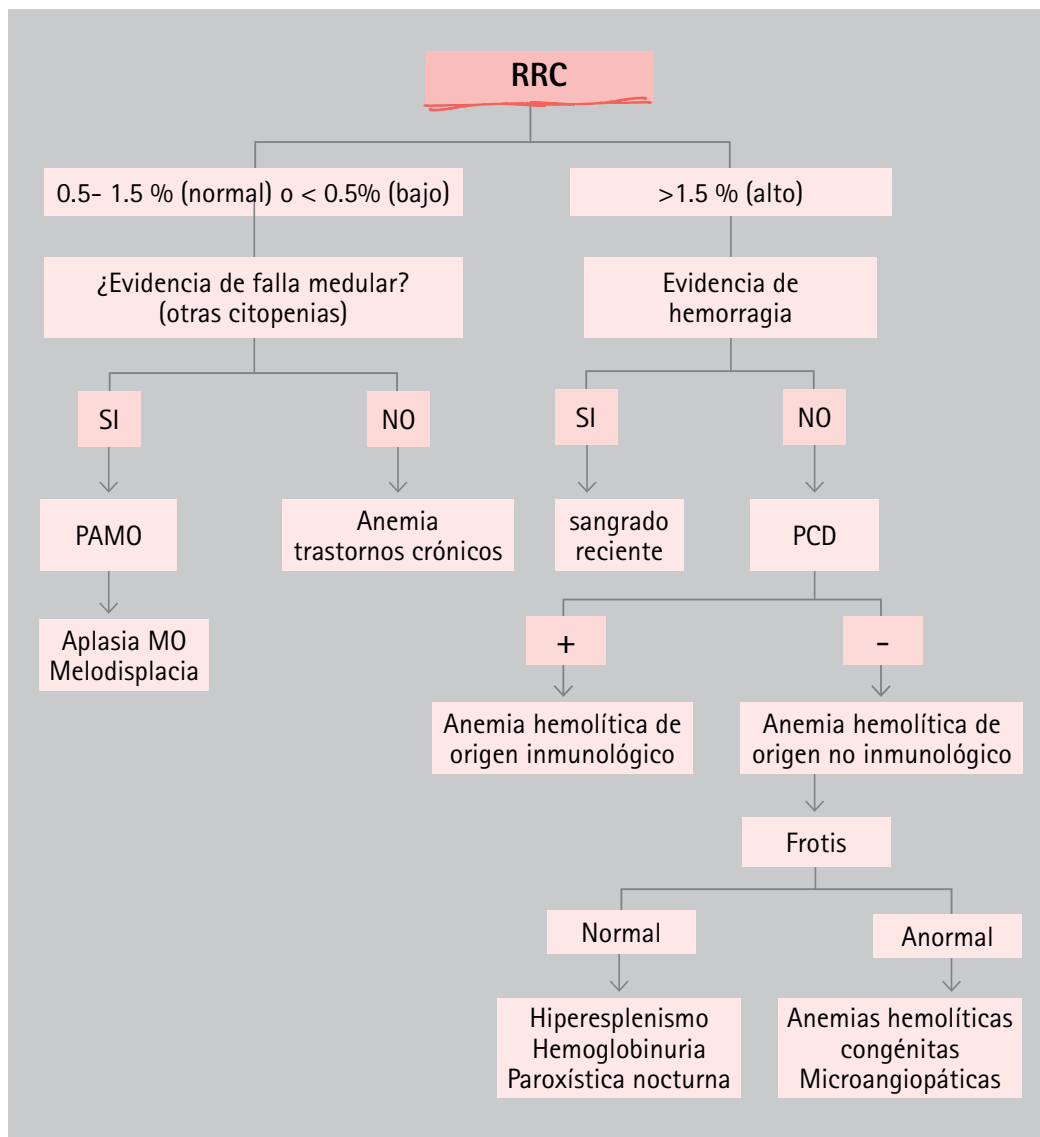 RRC
0.5- 1.5 % (normal) o < 0.5% (bajo)
>1.5 % (alto)
¿Evidencia de falla medular?
(otras citopenias)
Evidencia de
hemorragia
SI
NO
SI
NO
PAMO
Anemia
trastornos crónicos
sangrado
reciente
PCD
Aplasia MO
Melodisplacia
+
-
Anemia hemolítica de
origen inmunológico
Anemia hemolítica de
origen no inmunológico
Frotis
Normal
Anormal
Hiperesplenismo
Hemoglobinuria
Paroxística nocturna
Anemias hemolíticas
congénitas
Microangiopáticas